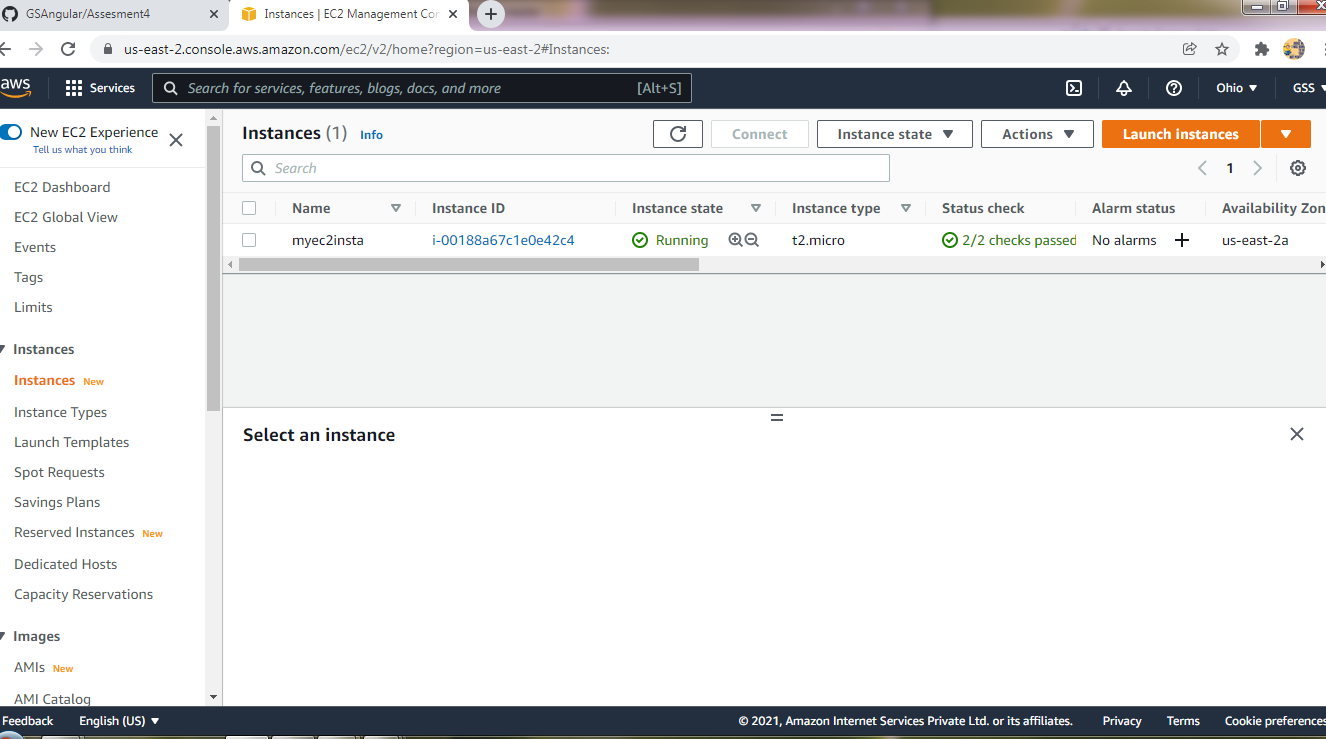 GSAngular/Assesment4
Instances | EC2 Management Cor
us-east-2.console.aws.amazon.com/ec2/v2/home?region=us-east-2#Instances:
aws
Services
Search for services, features, blogs, docs, and more
[Alt+S]
Ohio
GSS
New EC2 Experience
Tell us what you think
EC2 Dashboard
EC2 Global View
Events
Tags
Limits
Instances
Instances New
Instance Types
Launch Templates
Spot Requests
Savings Plans
Reserved Instances New
Dedicated Hosts
Capacity Reservations
Images
AMIs New
AMI Catalog
Instances (1) Info
Connect
Instance state
Actions
Launch instances
Search
1
Name Instance ID Instance state Instance type Status check Alarm status Availability Zon
myec2insta i-00188a67c1e0e42c4 Running t2.micro 2/2 checks passed No alarms us-east-2a
Select an instance
Feedback English (US) © 2021, Amazon Internet Services Private Ltd. or its affiliates. Privacy Terms Cookie preferences